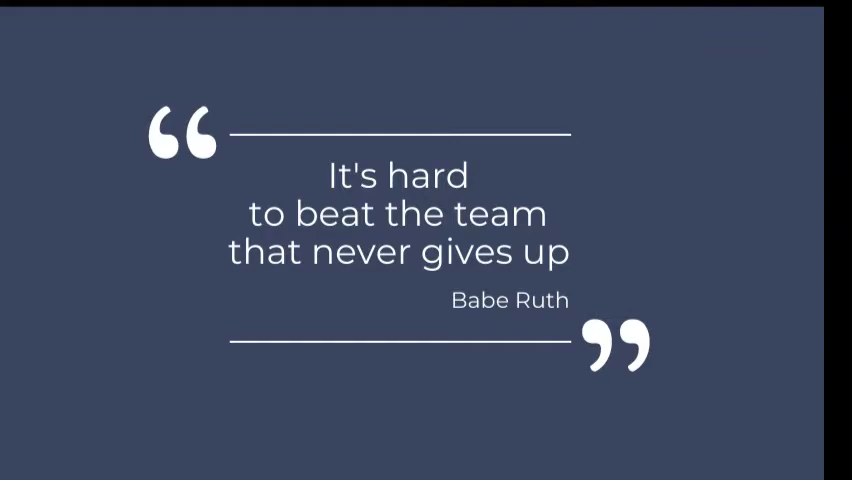 “
It's hard
to beat the team
that never gives up
Babe Ruth
”